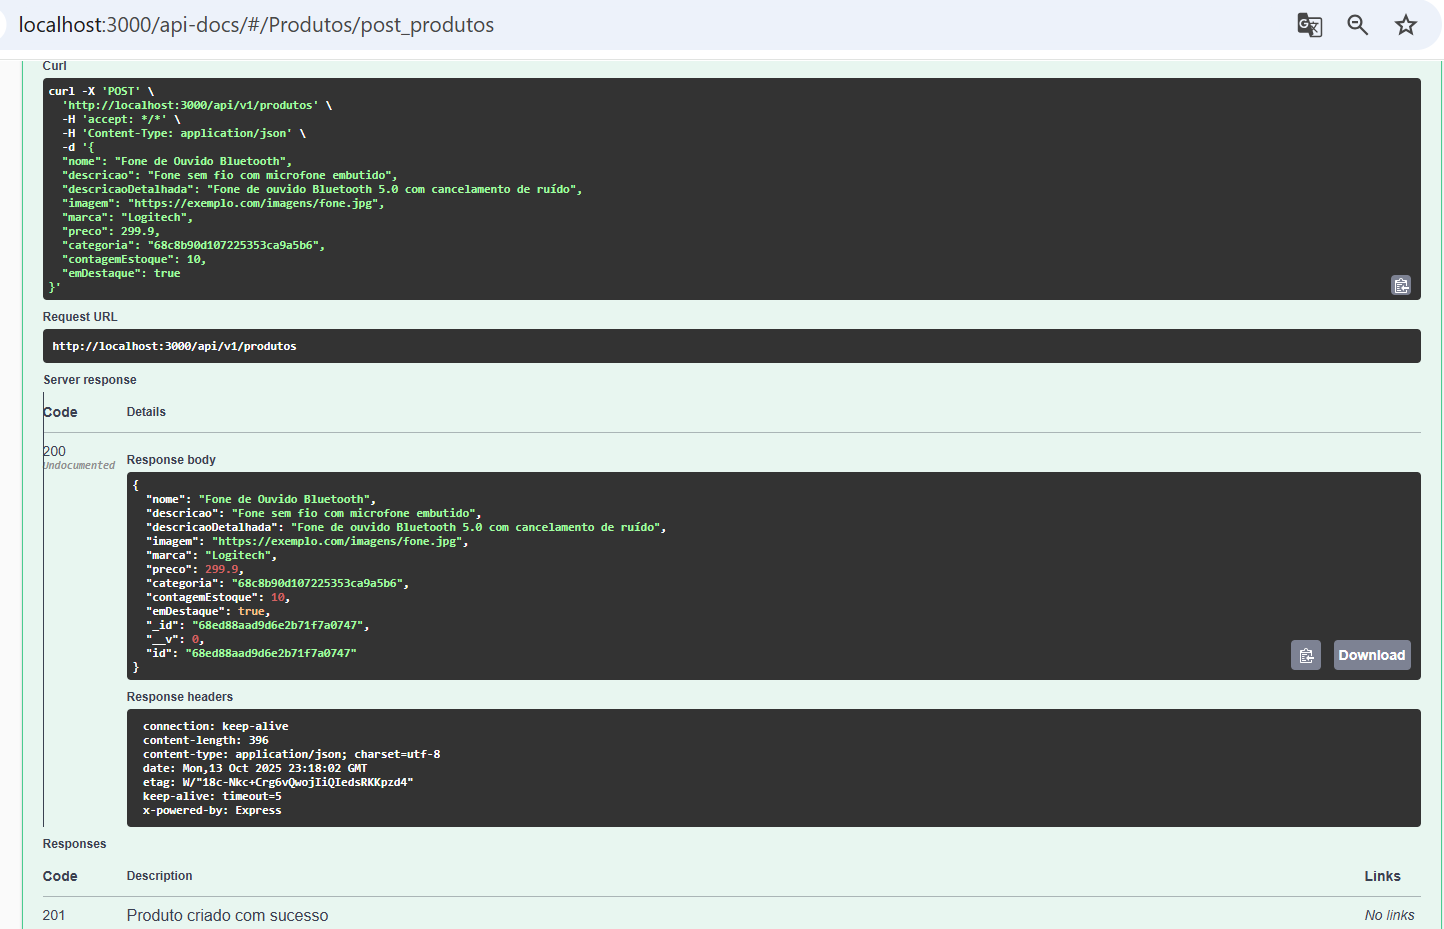 localhost:3000/api-docs/#/Produtos/post_produtos
Curl
curl -X 'POST' \
  'http://localhost:3000/api/v1/produtos' \
  -H 'accept: */*' \
  -H 'Content-Type: application/json' \
  -d '{
  "nome": "Fone de Ouvido Bluetooth",
  "descricao": "Fone sem fio com microfone embutido",
  "descricaoDetalhada": "Fone de ouvido Bluetooth 5.0 com cancelamento de ruído",
  "imagem": "https://exemplo.com/imagens/fone.jpg",
  "marca": "Logitech",
  "preco": 299.9,
  "categoria": "68c8b90d107225353ca9a5b6",
  "contagemEstoque": 10,
  "emDestaque": true
}'
Request URL
http://localhost:3000/api/v1/produtos
Server response
Code Details
200
Undocumented
Response body
{
  "nome": "Fone de Ouvido Bluetooth",
  "descricao": "Fone sem fio com microfone embutido",
  "descricaoDetalhada": "Fone de ouvido Bluetooth 5.0 com cancelamento de ruído",
  "imagem": "https://exemplo.com/imagens/fone.jpg",
  "marca": "Logitech",
  "preco": 299.9,
  "categoria": "68c8b90d107225353ca9a5b6",
  "contagemEstoque": 10,
  "emDestaque": true,
  "_id": "68ed88aad9d6e2b71f7a0747",
  "__v": 0,
  "id": "68ed88aad9d6e2b71f7a0747"
}
Download
Response headers
connection: keep-alive
content-length: 396
content-type: application/json; charset=utf-8
date: Mon,13 Oct 2025 23:18:02 GMT
etag: W/"18c-Nkc+Crg6vQwojIiQIedsRKKpzd4"
keep-alive: timeout=5
x-powered-by: Express
Responses
Code Description Links
201 Produto criado com sucesso No links